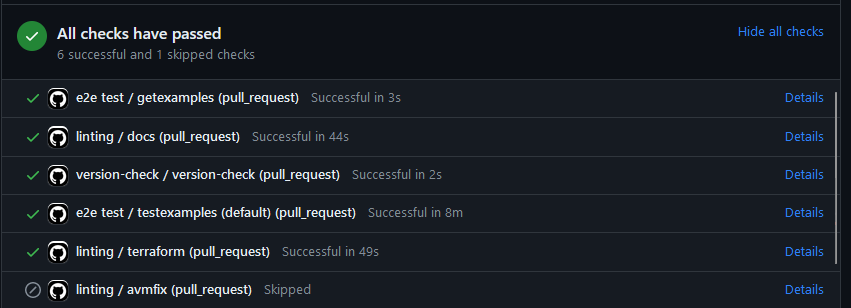 All checks have passed
Hide all checks
6 successful and 1 skipped checks
e2e test / getexamples (pull_request) Successful in 3s Details
linting / docs (pull_request) Successful in 44s Details
version-check / version-check (pull_request) Successful in 2s Details
e2e test / testexamples (default) (pull_request) Successful in 8m Details
linting / terraform (pull_request) Successful in 49s Details
linting / avmfix (pull_request) Skipped Details